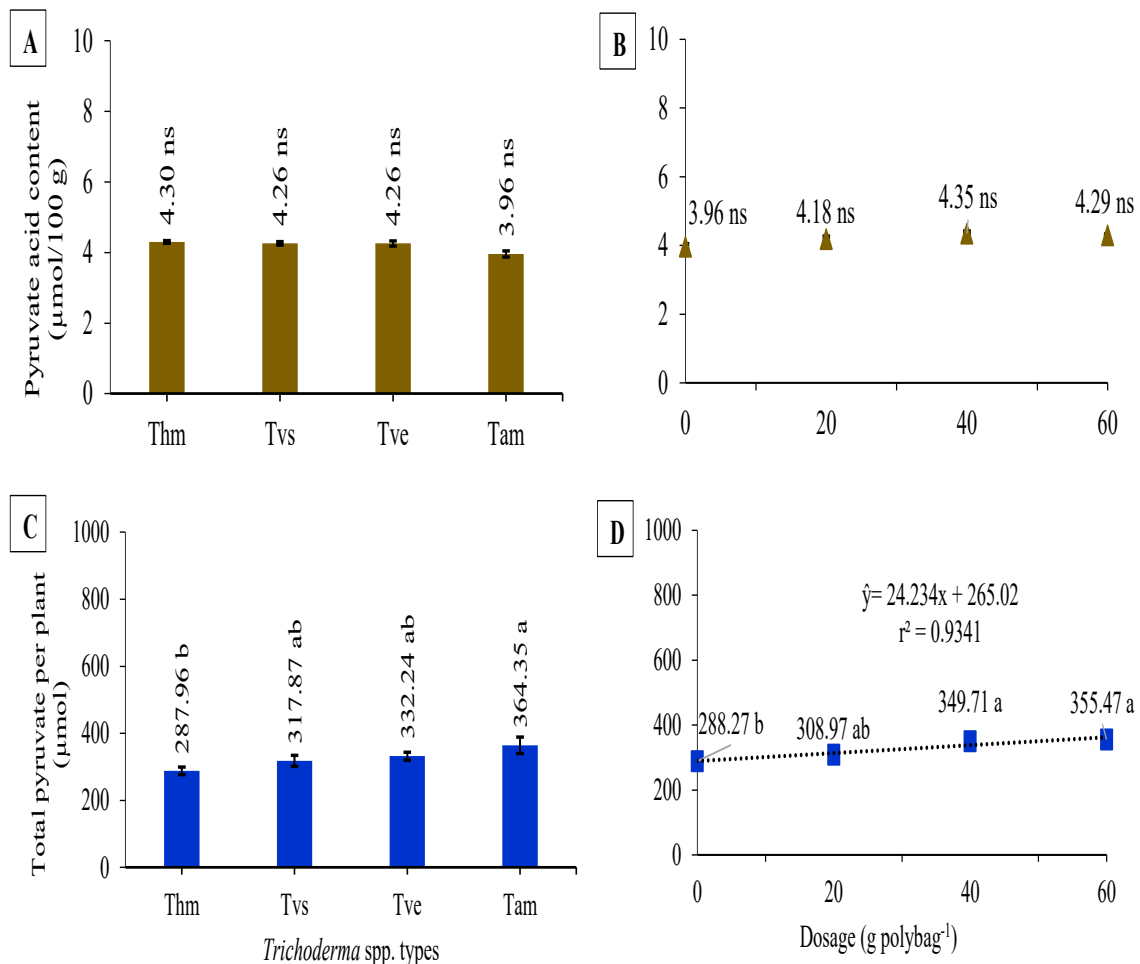 A
Pyruvate acid content
(µmol/100 g)
10
8
6
4
2
0
4.30 ns
4.26 ns
4.26 ns
3.96 ns
Thm
Tvs
Tve
Tam
B
10
8
6
4
2
0
3.96 ns
4.18 ns
4.35 ns
4.29 ns
0
20
40
60
C
Total pyruvate per plant
(µmol)
1000
800
600
400
200
0
287.96 b
317.87 ab
332.24 ab
364.35 a
Thm
Tvs
Tve
Tam
Trichoderma spp. types
D
1000
800
600
400
200
0
ŷ= 24.234x + 265.02
r² = 0.9341
288.27 b
308.97 ab
349.71 a
355.47 a
0
20
40
60
Dosage (g polybag⁻¹)